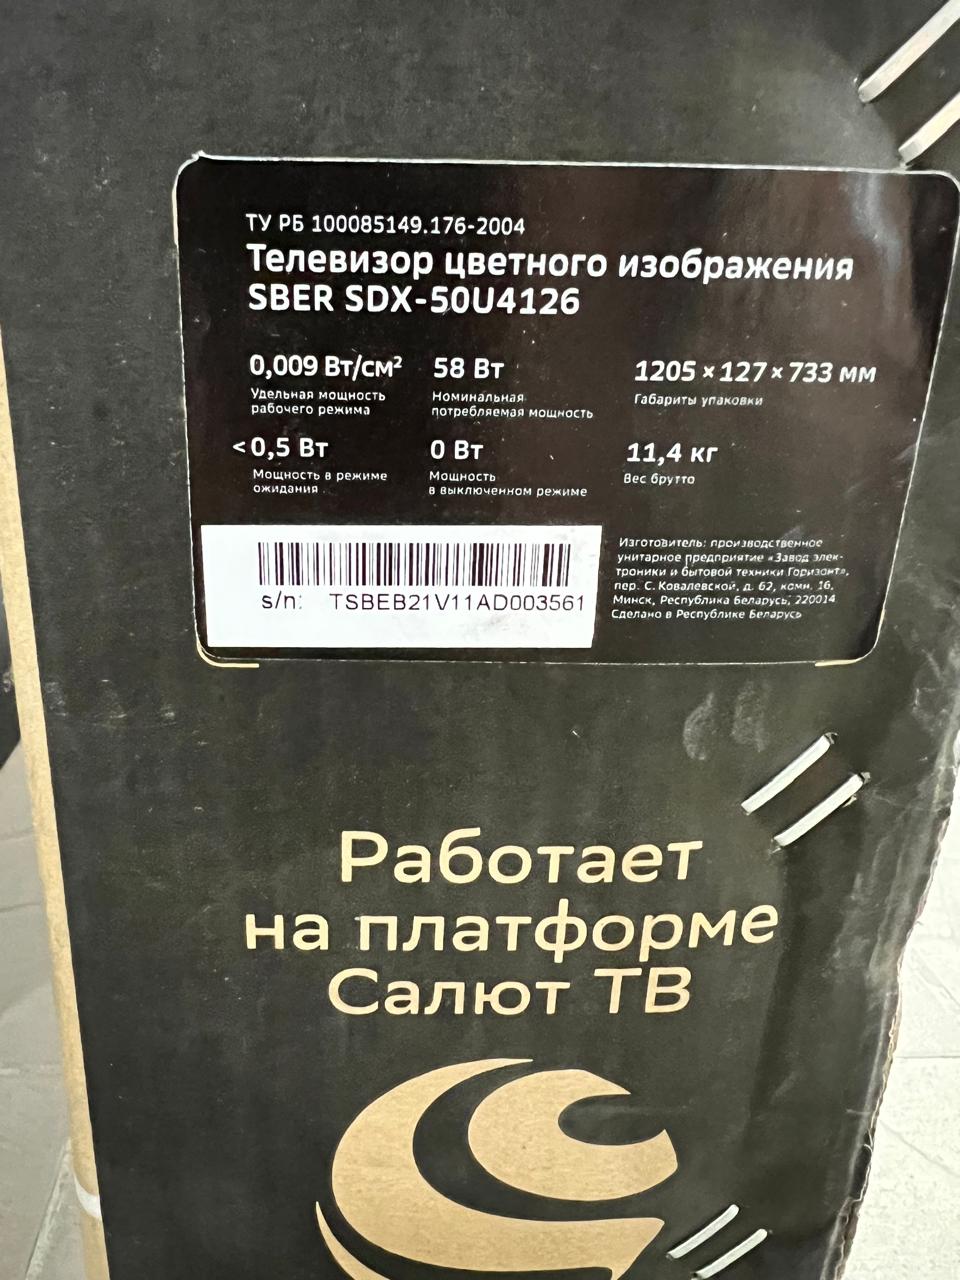 ТУ РБ 100085149.176-2004
Телевизор цветного изображения
SBER SDX-50U4126
0,009 Вт/см²
Удельная мощность
рабочего режима
58 Вт
Номинальная
потребляемая мощность
1205 × 127 × 733 мм
Габариты упаковки
< 0,5 Вт
Мощность в режиме
ожидания
0 Вт
Мощность
в выключенном режиме
11,4 кг
Вес брутто
s/n: TSBEB21V11AD003561
Изготовитель: производственное
унитарное предприятие «Завод элек-
троники и бытовой техники Горизонт»,
пер. С. Ковалевской, д. 62, комн. 16,
Минск, Республика Беларусь, 220014
Сделано в Республике Беларусь
Работает
на платформе
Салют ТВ